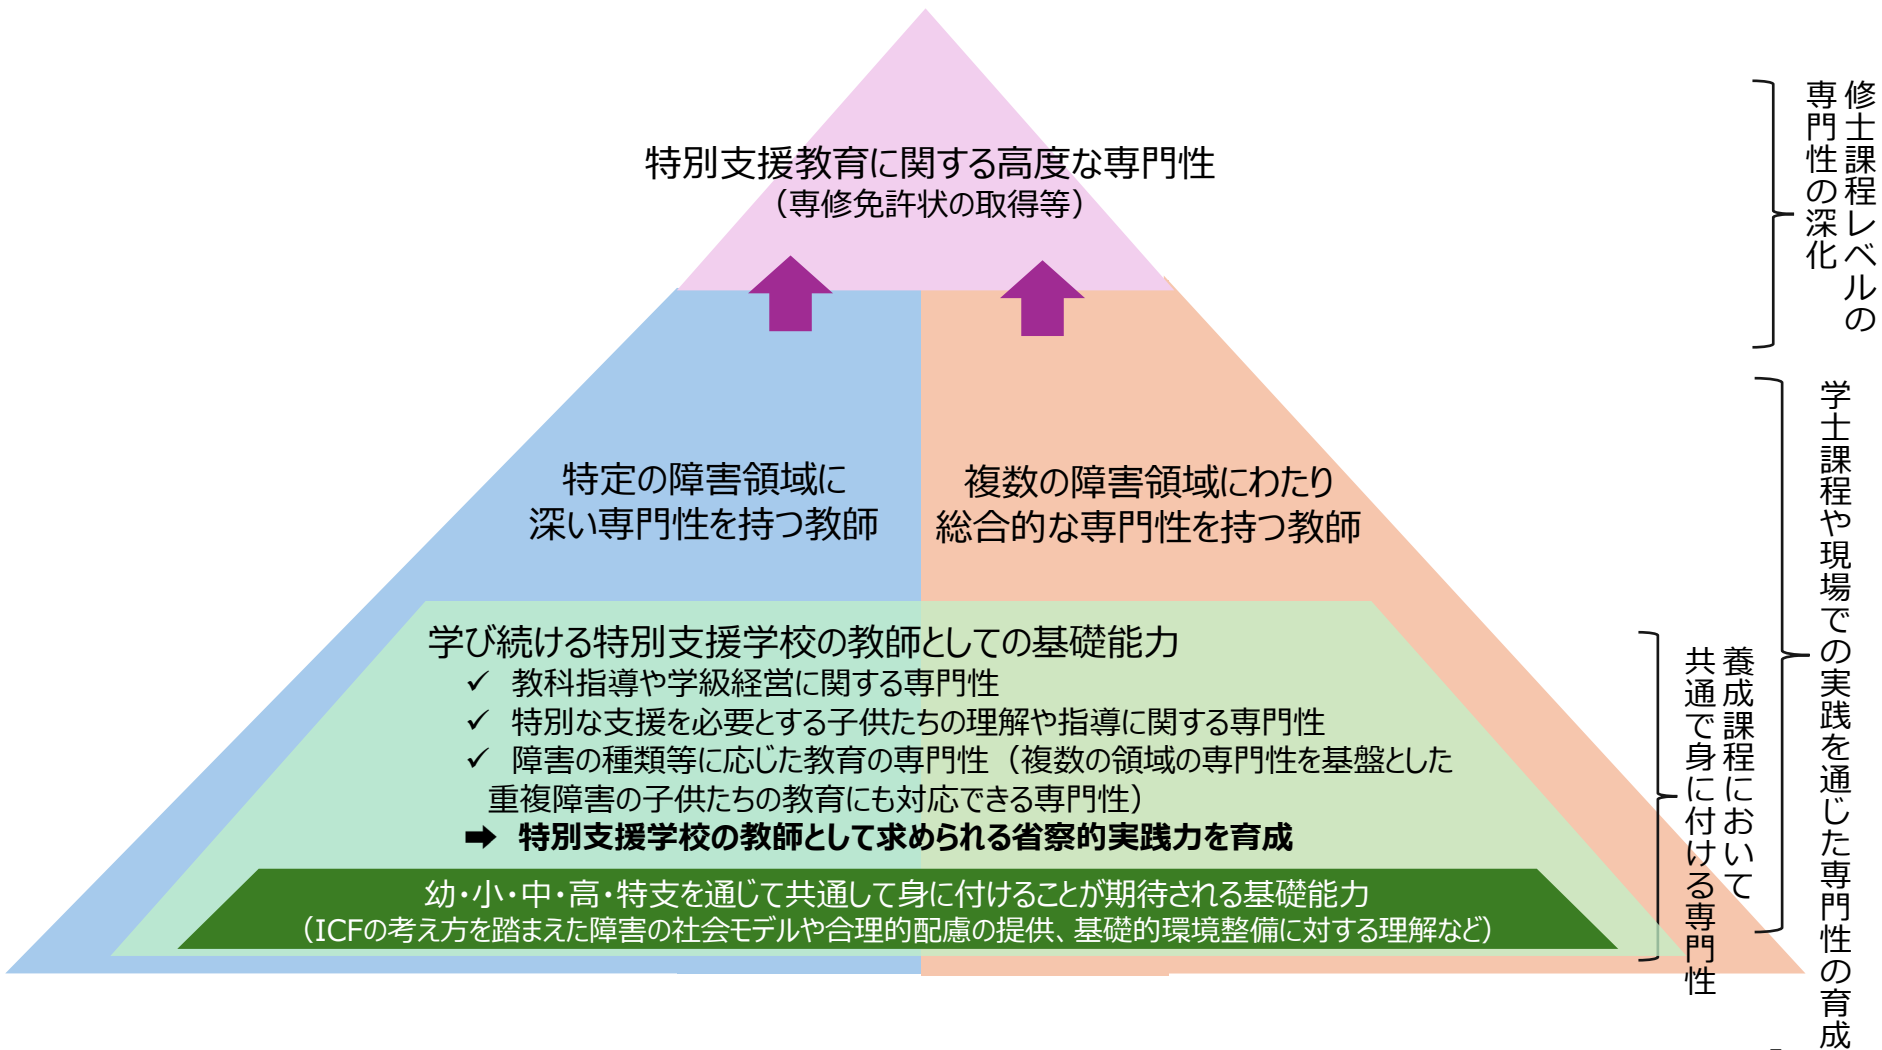 特別支援教育に関する高度な専門性
（専修免許状の取得等）
特定の障害領域に
深い専門性を持つ教師
複数の障害領域にわたり
総合的な専門性を持つ教師
学び続ける特別支援学校の教師としての基礎能力
✓ 教科指導や学級経営に関する専門性
✓ 特別な支援を必要とする子供たちの理解や指導に関する専門性
✓ 障害の種類等に応じた教育の専門性（複数の領域の専門性を基盤とした
重複障害の子供たちの教育にも対応できる専門性）
➡ 特別支援学校の教師として求められる省察的実践力を育成
幼・小・中・高・特支を通じて共通して身に付けることが期待される基礎能力
（ICFの考え方を踏まえた障害の社会モデルや合理的配慮の提供、基礎的環境整備に対する理解など）
修士課程レベルの
専門性の深化
学士課程や現場での実践を通じた専門性の育成
養成課程において
共通で身に付ける専門性